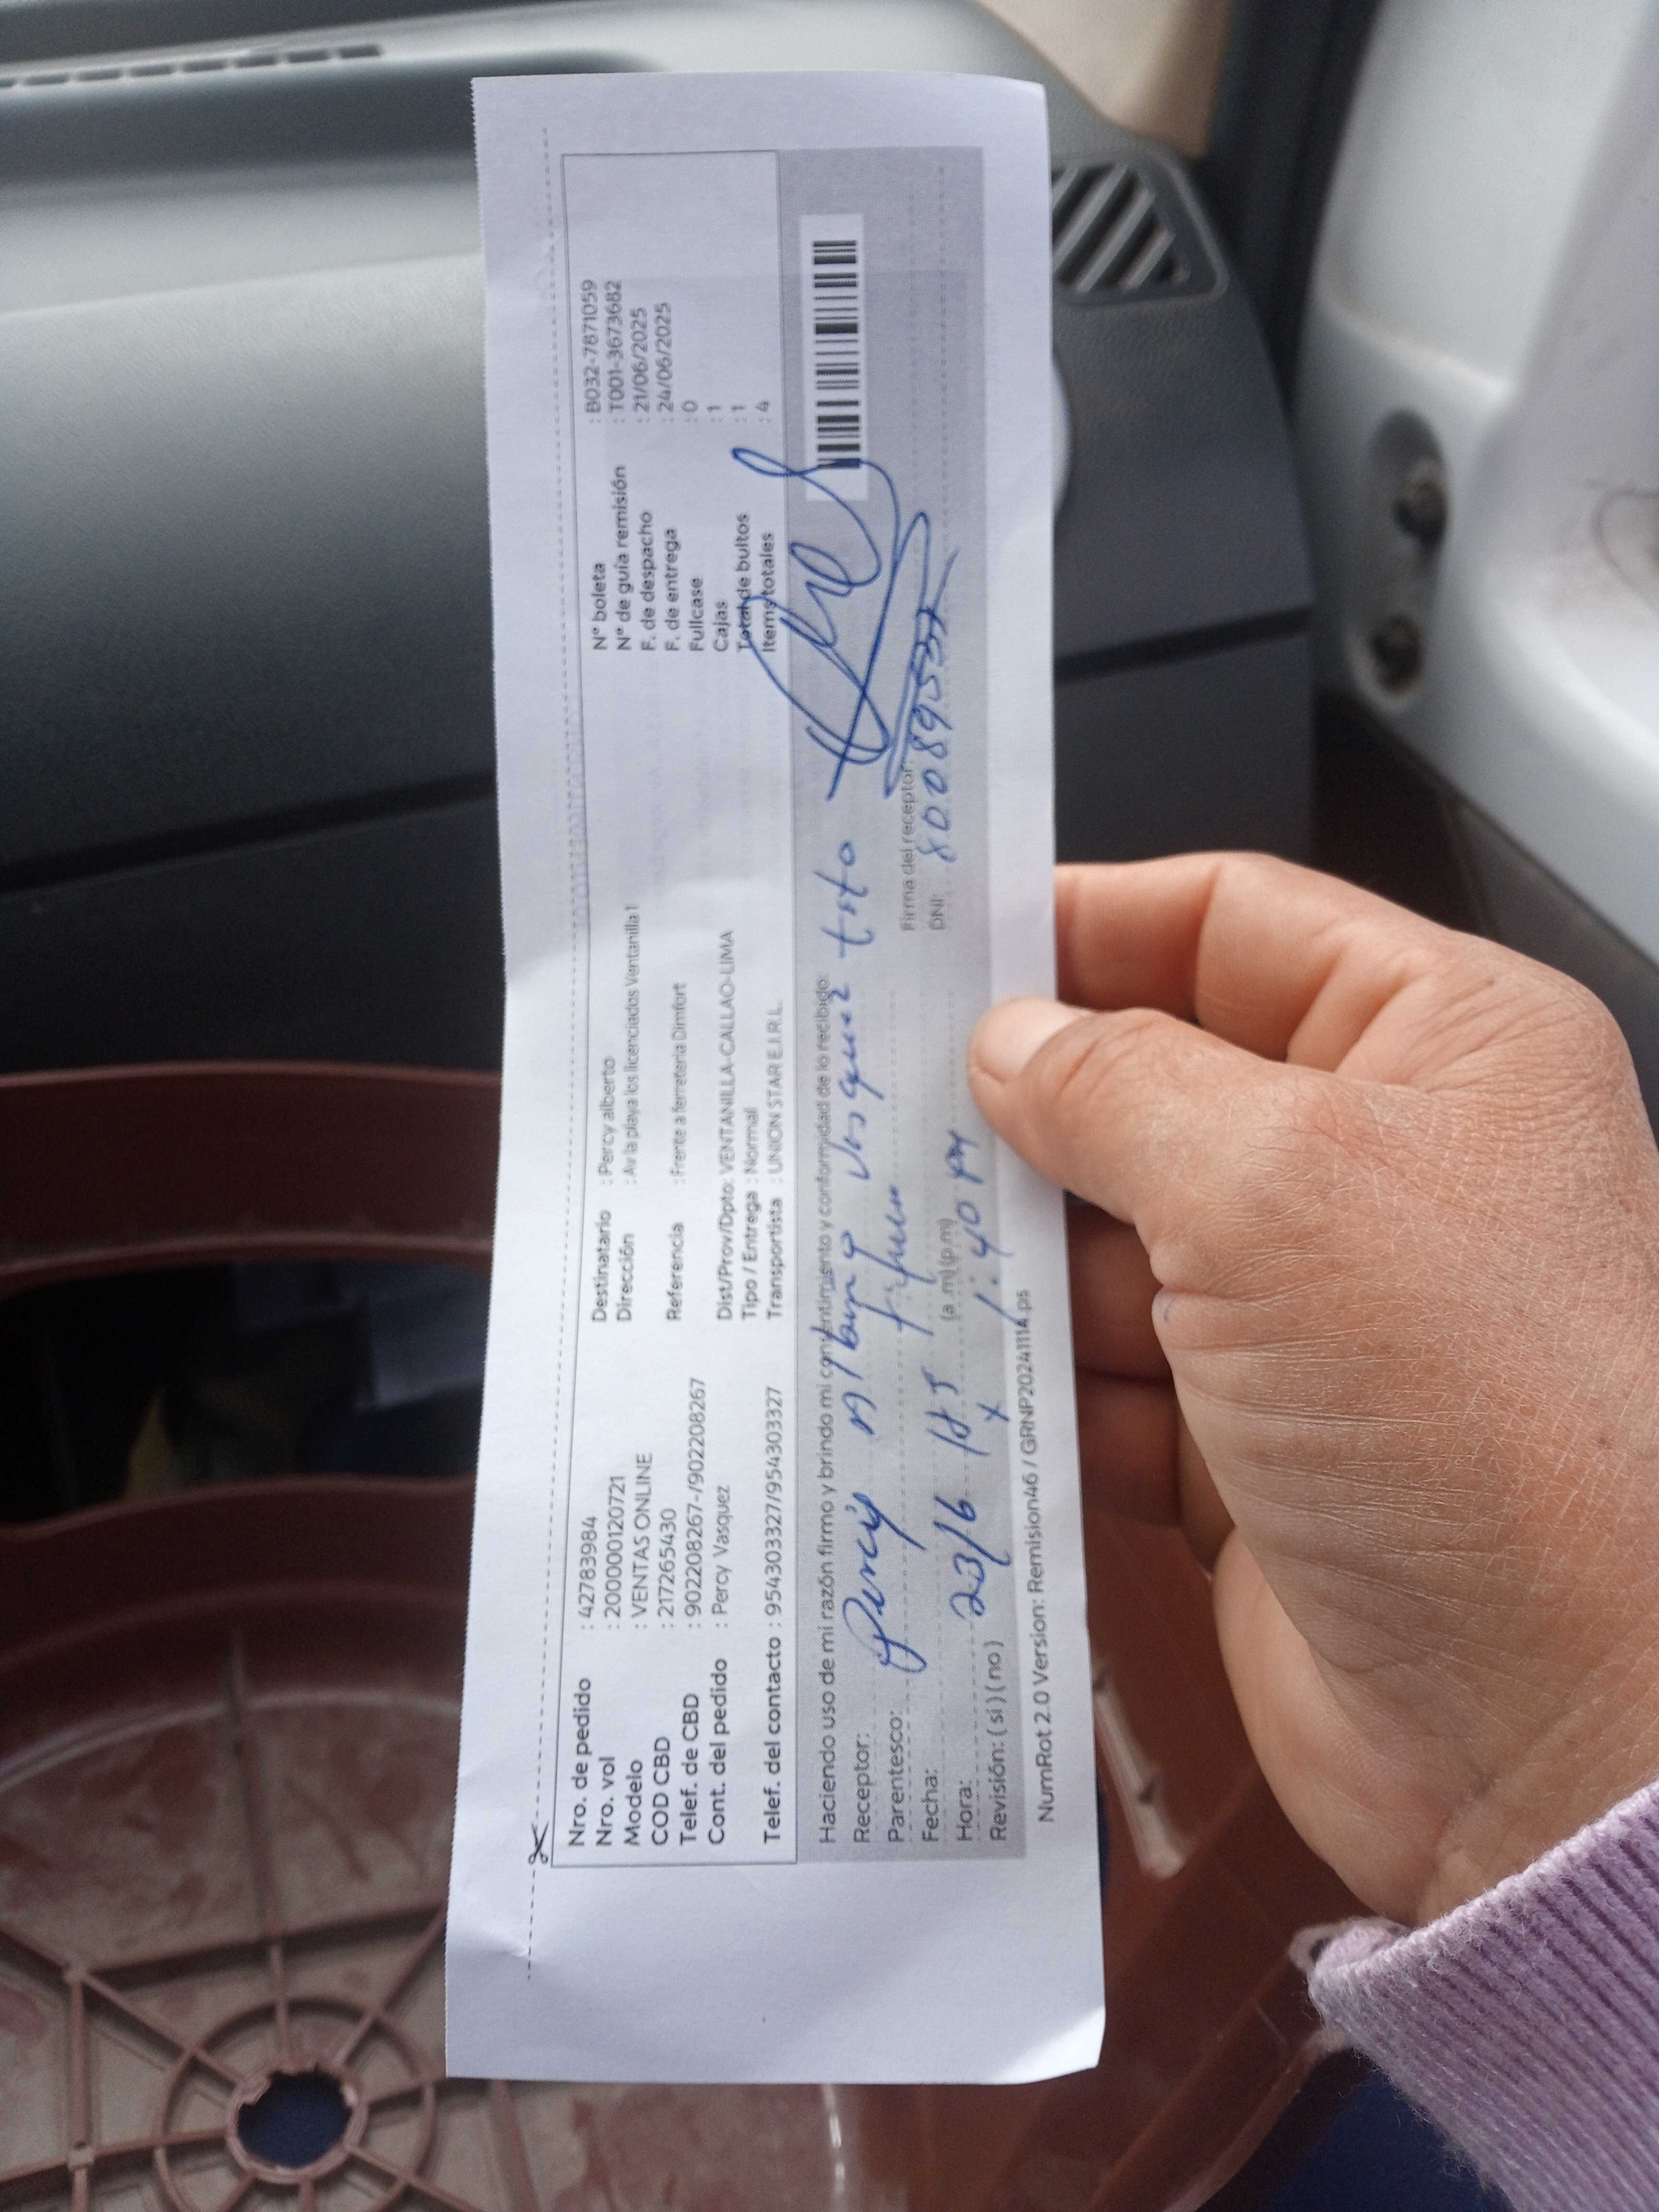 Nro. de pedido : 42783984
Nro. vol : 200000120721
Modelo : VENTAS ONLINE
COD CBD : 217265430
Telef. de CBD : 902208267-/902208267
Cont. del pedido : Percy Vasquez
Telef. del contacto : 954303327/954303327
Destinatario : Percy alberto
Dirección : Av la playa los licenciados Ventanilla 1
Referencia : Frente a ferretería Dimfort
Dist/Prov/Dpto: VENTANILLA-CALLAO-LIMA
Tipo / Entrega : Normal
Transportista : UNION STAR E.I.R.L.
N° boleta : B032-7871059
N° de guía remisión : T001-3673682
F. de despacho : 21/06/2025
F. de entrega : 24/06/2025
Fullcase : 0
Cajas : 1
Total de bultos : 1
Items totales : 4
Haciendo uso de mi razón firmo y brindo mi consentimiento y conformidad de lo recibido:
Receptor: Percy Alberto Vasquez
Parentesco: titular
Fecha: 23/6
Hora: (a .m) (p.m) 1:40 PM
Revisión: ( si ) ( no ) x
Firma del receptor:
DNI: 80089537
NumRot 2.0 Version: Remision46 / GRNP20241114.ps